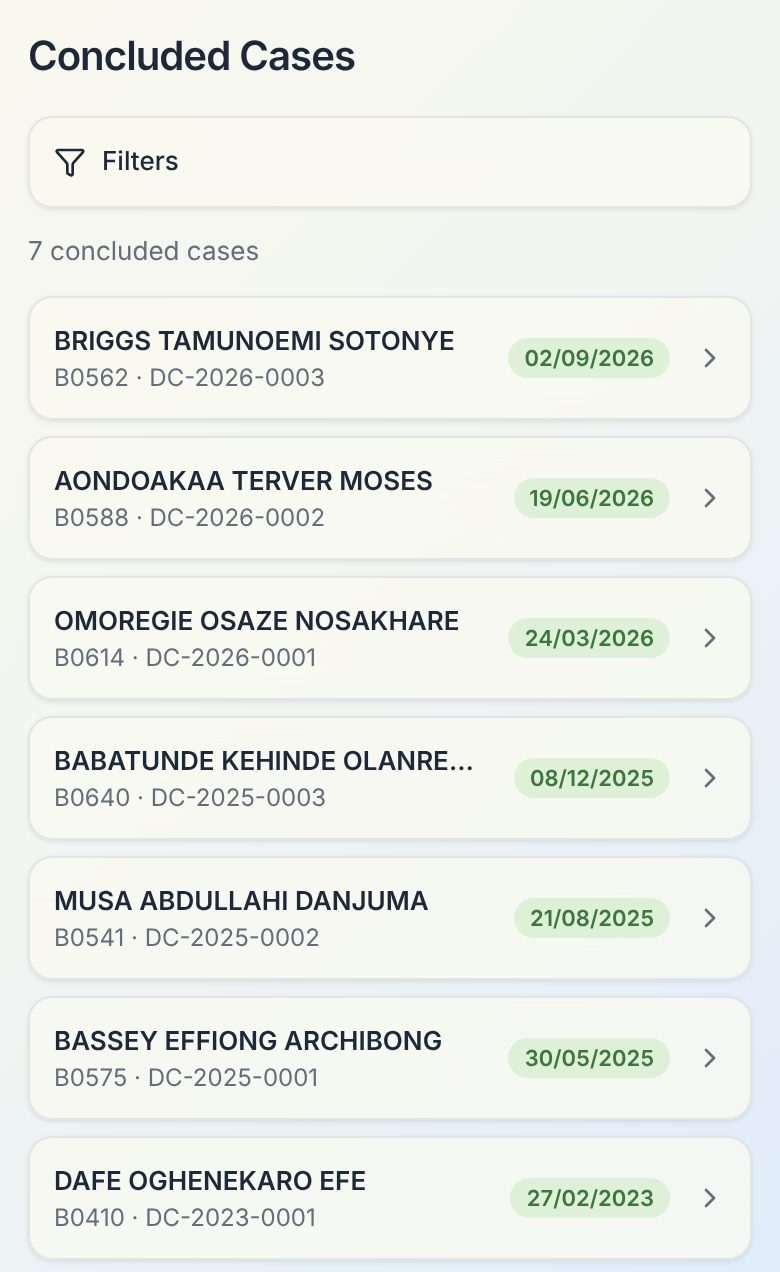 Concluded Cases
Filters
7 concluded cases
BRIGGS TAMUNOEMI SOTONYE
B0562 · DC-2026-0003
02/09/2026
AONDOAKAA TERVER MOSES
B0588 · DC-2026-0002
19/06/2026
OMOREGIE OSAZE NOSAKHARE
B0614 · DC-2026-0001
24/03/2026
BABATUNDE KEHINDE OLANRE...
B0640 · DC-2025-0003
08/12/2025
MUSA ABDULLAHI DANJUMA
B0541 · DC-2025-0002
21/08/2025
BASSEY EFFIONG ARCHIBONG
B0575 · DC-2025-0001
30/05/2025
DAFE OGHENEKARO EFE
B0410 · DC-2023-0001
27/02/2023